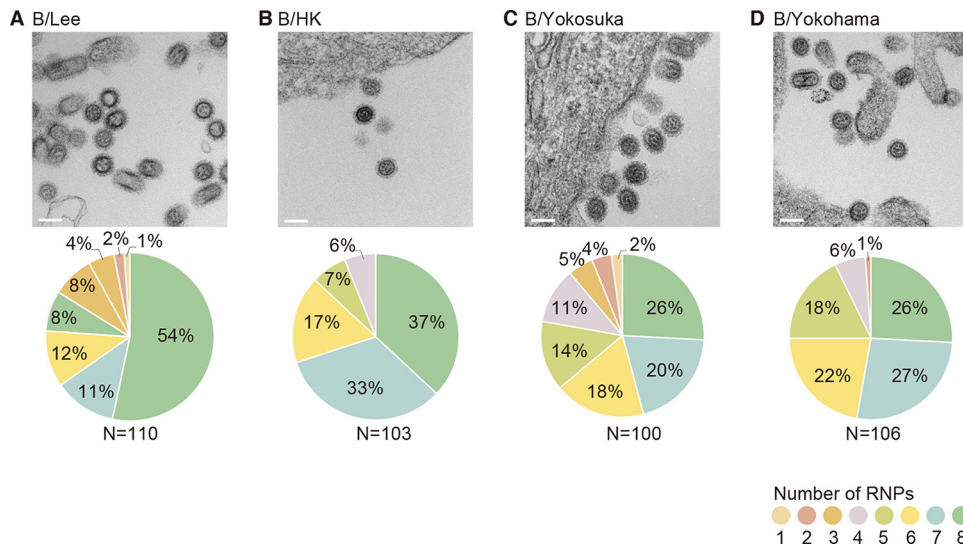 A B/Lee
B B/HK
C B/Yokosuka
D B/Yokohama
4% 2% 1%
8%
8%
54%
12%
11%
N=110
6%
7%
37%
17%
33%
N=103
5% 4% 2%
11%
26%
14%
20%
18%
N=100
6% 1%
18%
26%
22%
27%
N=106
Number of RNPs
1 2 3 4 5 6 7 8